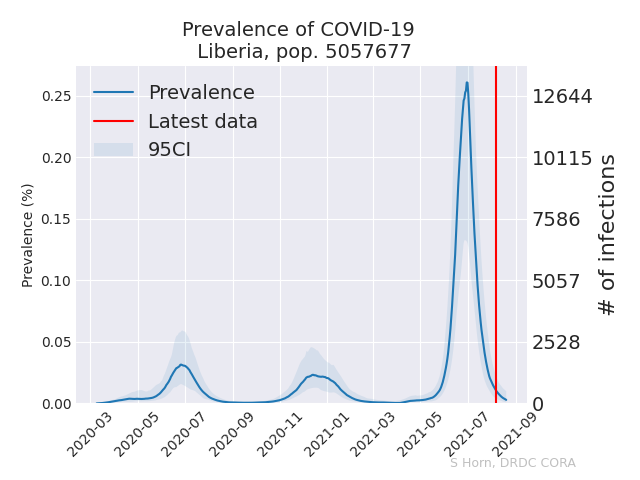 Prevalence of COVID-19
Liberia, pop. 5057677
Prevalence
Latest data
95CI
Prevalence (%)
0.25
0.20
0.15
0.10
0.05
0.00
12644
10115
7586
5057
2528
0
# of infections
2020-03
2020-05
2020-07
2020-09
2020-11
2021-01
2021-03
2021-05
2021-07
2021-09
S Horn, DRDC CORA